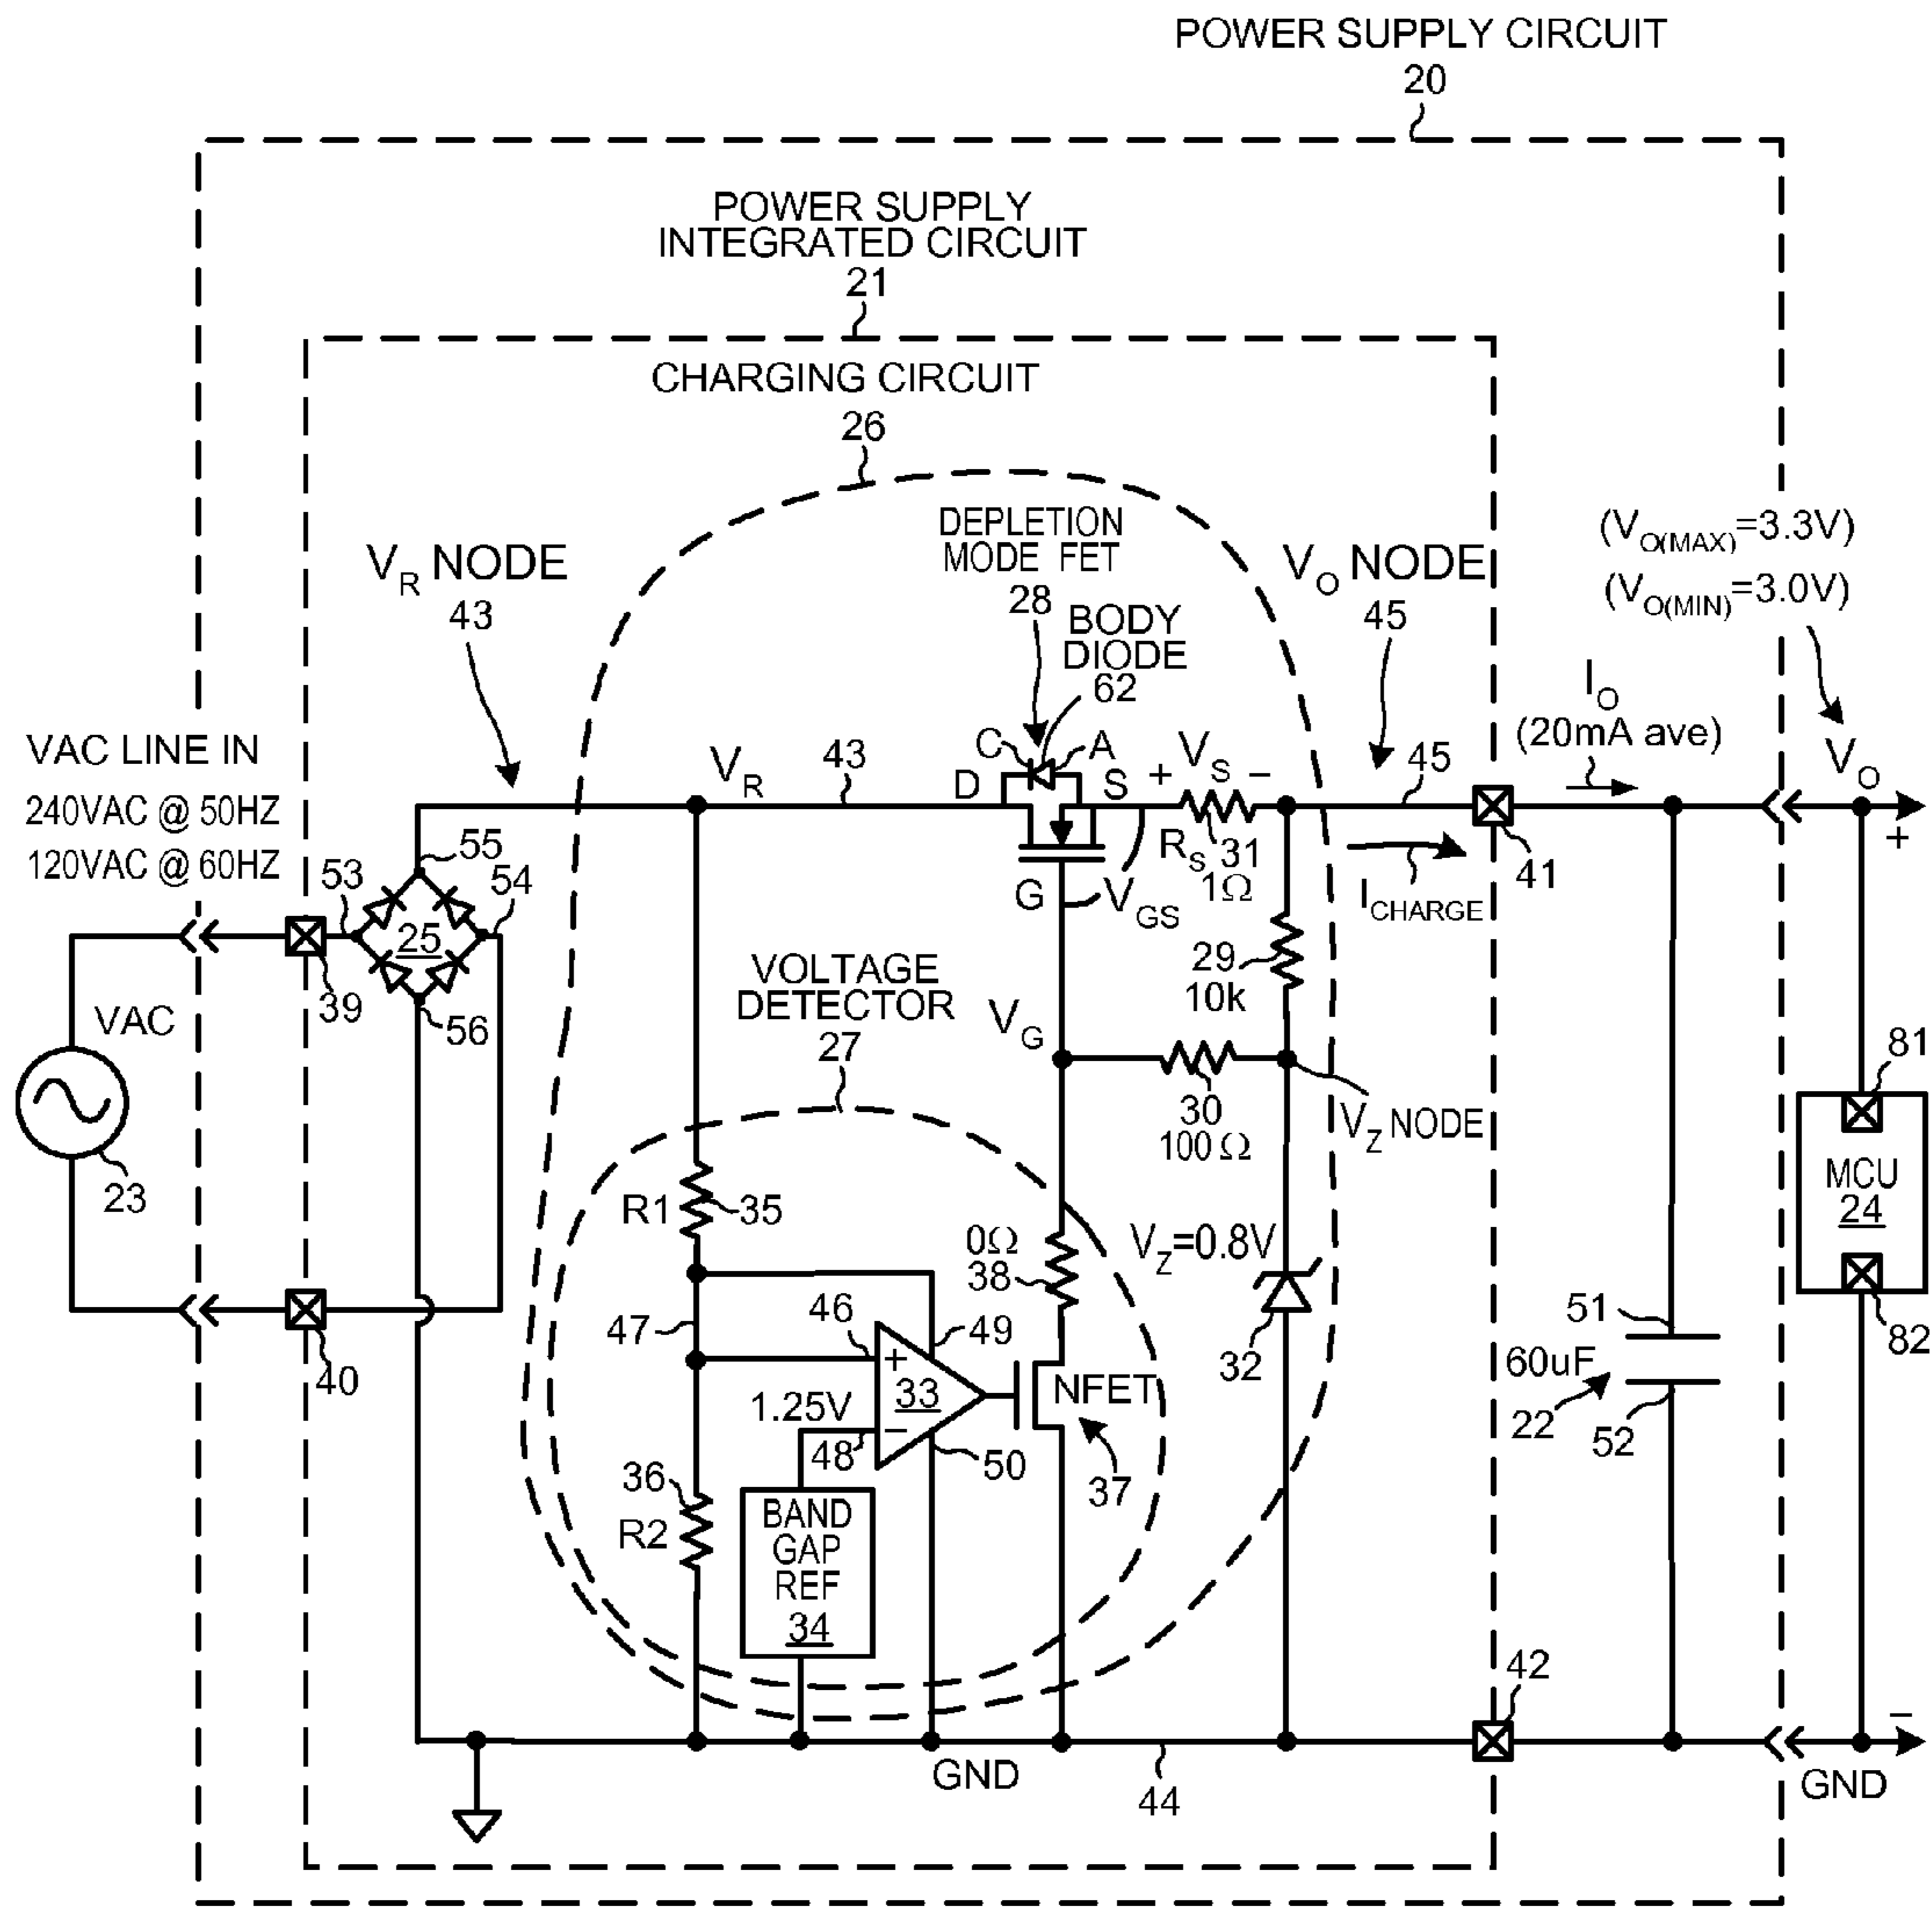 POWER SUPPLY CIRCUIT
20
POWER SUPPLY
INTEGRATED CIRCUIT
21
CHARGING CIRCUIT
26
DEPLETION
MODE FET
28
BODY
DIODE
62
VR NODE
43
VO NODE
45
(VO(MAX)=3.3V)
(VO(MIN)=3.0V)
IO
(20mA ave)
VO
VAC LINE IN
240VAC @ 50HZ
120VAC @ 60HZ
VR
43
C
A
D
S
+ VS −
45
+
RS 31
1Ω
G
VGS
ICHARGE
41
55
53
54
25
39
56
VAC
23
40
VOLTAGE
DETECTOR
27
VG
29
10k
30
100 Ω
VZ NODE
81
MCU
24
82
R1
35
0Ω
38
VZ=0.8V
32
47
46
49
+
33
−
1.25V
48
50
NFET
37
51
60uF
22
52
36
R2
BAND
GAP
REF
34
42
−
GND
44
GND